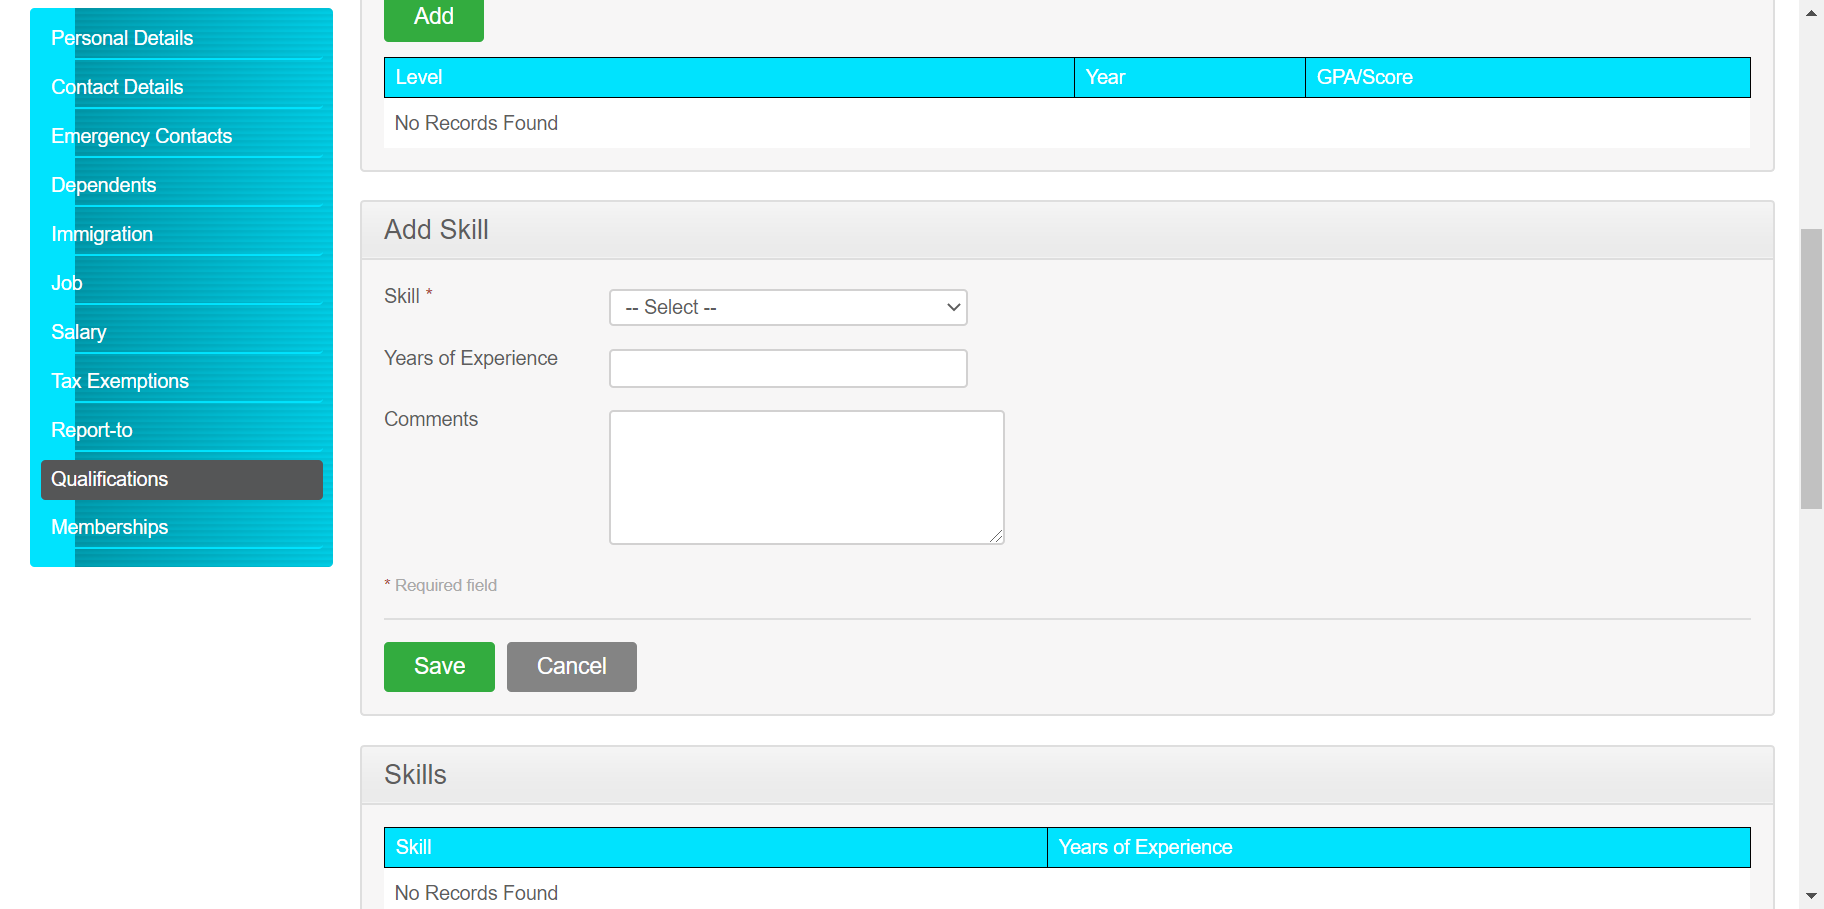 Personal Details
Contact Details
Emergency Contacts
Dependents
Immigration
Job
Salary
Tax Exemptions
Report-to
Qualifications
Memberships
Add
Level Year GPA/Score
No Records Found
Add Skill
Skill *
-- Select --
Years of Experience
Comments
* Required field
Save Cancel
Skills
Skill Years of Experience
No Records Found